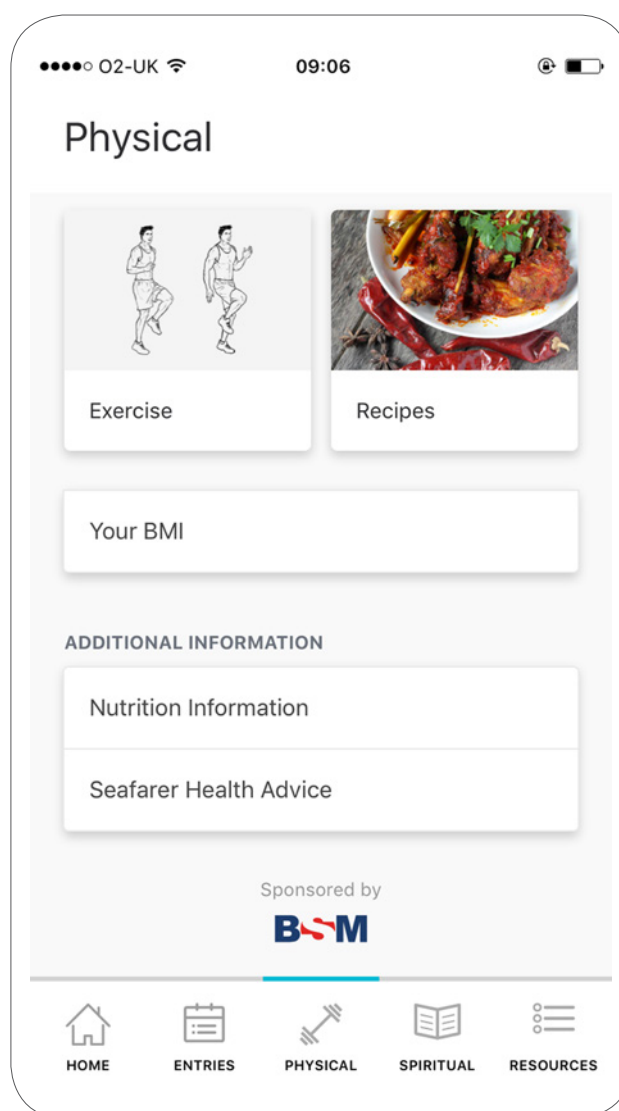 ●●●●○ O2-UK 09:06
Physical
Exercise Recipes
Your BMI
ADDITIONAL INFORMATION
Nutrition Information
Seafarer Health Advice
Sponsored by
BSM
HOME ENTRIES PHYSICAL SPIRITUAL RESOURCES